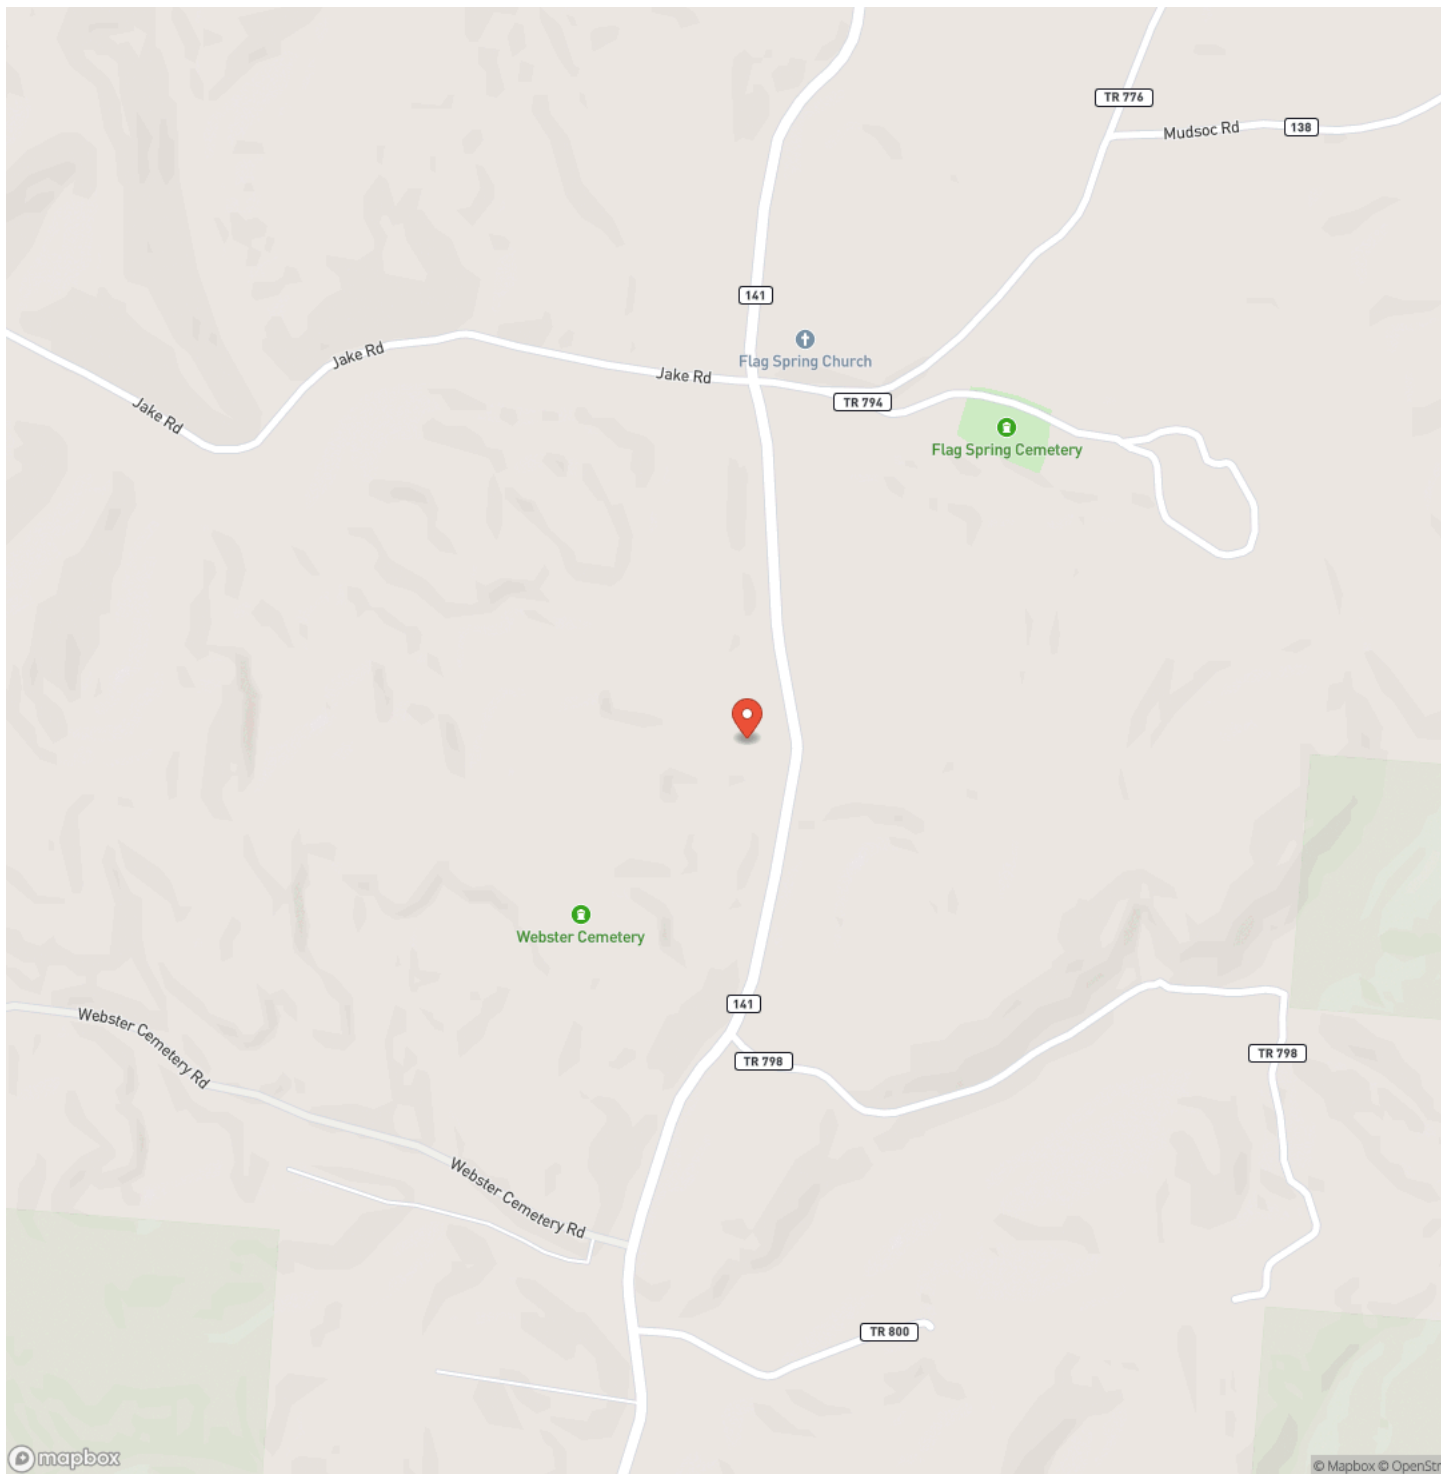 TR 776
Mudsoc Rd
138
141
Flag Spring Church
Jake Rd
Jake Rd
Jake Rd
TR 794
Flag Spring Cemetery
Webster Cemetery
141
Webster Cemetery Rd
TR 798
TR 798
Webster Cemetery Rd
TR 800
mapbox
© Mapbox © OpenStr